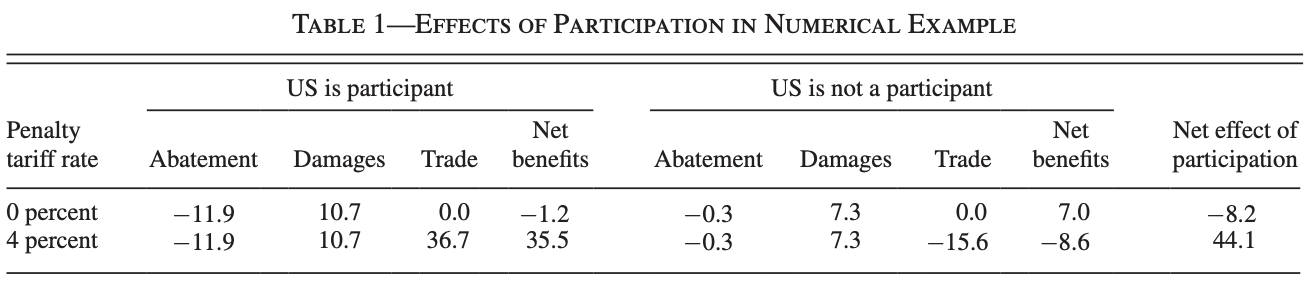 TABLE 1—EFFECTS OF PARTICIPATION IN NUMERICAL EXAMPLE
US is participant US is not a participant
Penalty Net Net Net effect of
tariff rate Abatement Damages Trade benefits Abatement Damages Trade benefits participation
0 percent −11.9 10.7 0.0 −1.2 −0.3 7.3 0.0 7.0 −8.2
4 percent −11.9 10.7 36.7 35.5 −0.3 7.3 −15.6 −8.6 44.1